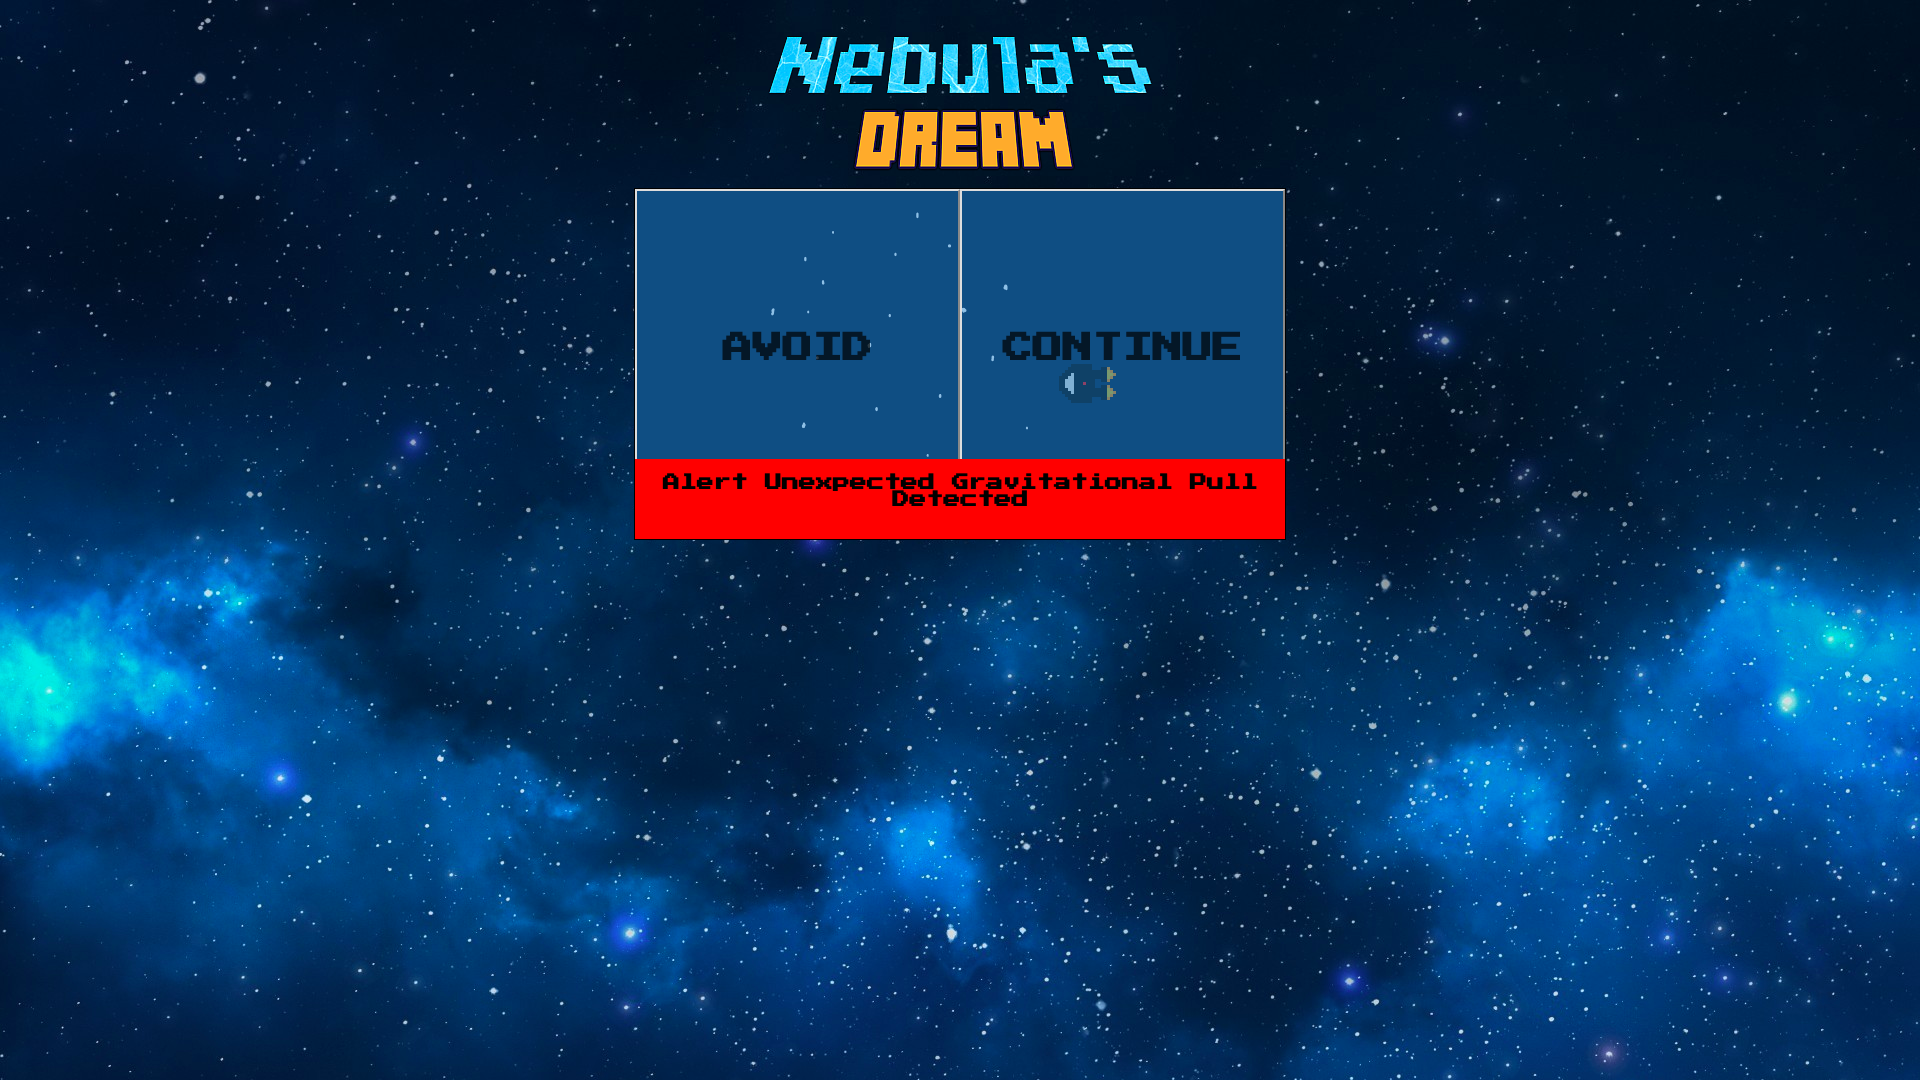 Nebula's
DREAM
AVOID
CONTINUE
Alert Unexpected Gravitational Pull
Detected